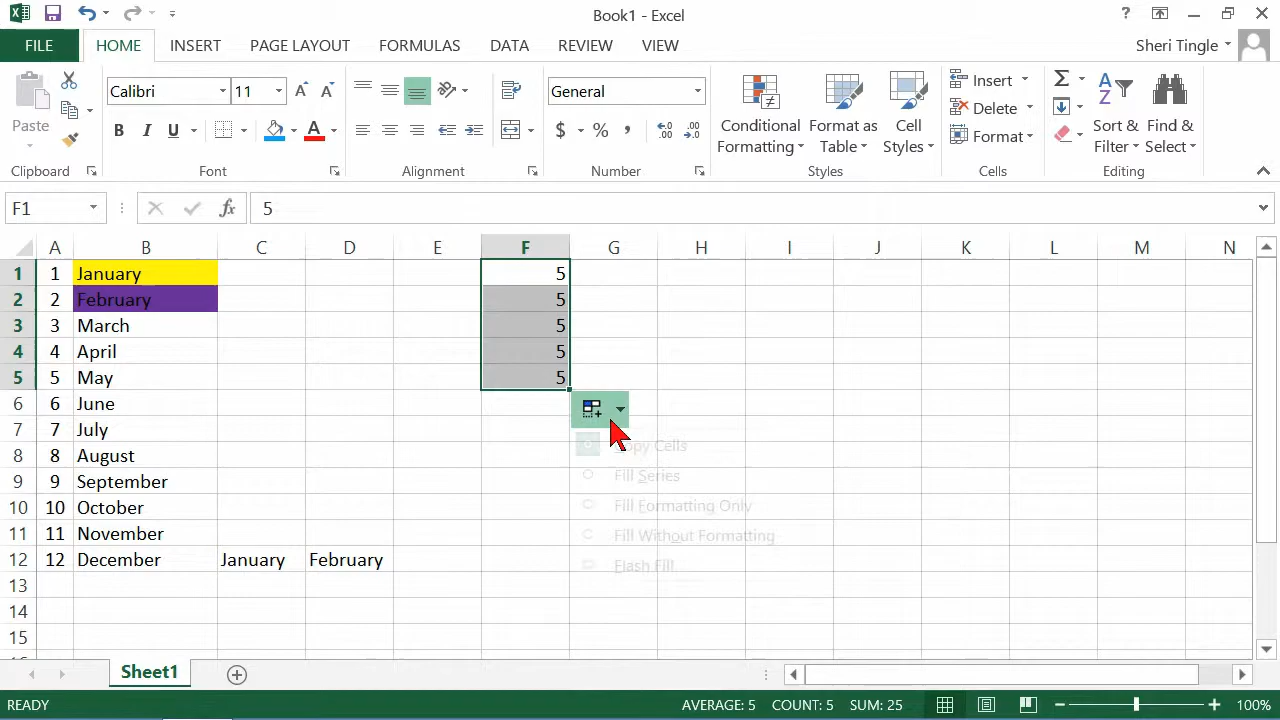 Book1 - Excel
?
FILE HOME INSERT PAGE LAYOUT FORMULAS DATA REVIEW VIEW
Sheri Tingle
Paste
Calibri 11
General
B I U A
$ % ,
Conditional Formatting
Format as Table
Cell Styles
Insert
Delete
Format
Σ
Sort & Filter
Find & Select
Clipboard Font Alignment Number Styles Cells Editing
F1 fx 5
A B C D E F G H I J K L M N
1 1 January 5
2 2 February 5
3 3 March 5
4 4 April 5
5 5 May 5
6 6 June
7 7 July
8 8 August
9 9 September
10 10 October
11 11 November
12 12 December January February
13
14
15
Copy Cells
Fill Series
Fill Formatting Only
Fill Without Formatting
Flash Fill
Sheet1
READY AVERAGE: 5 COUNT: 5 SUM: 25 100%